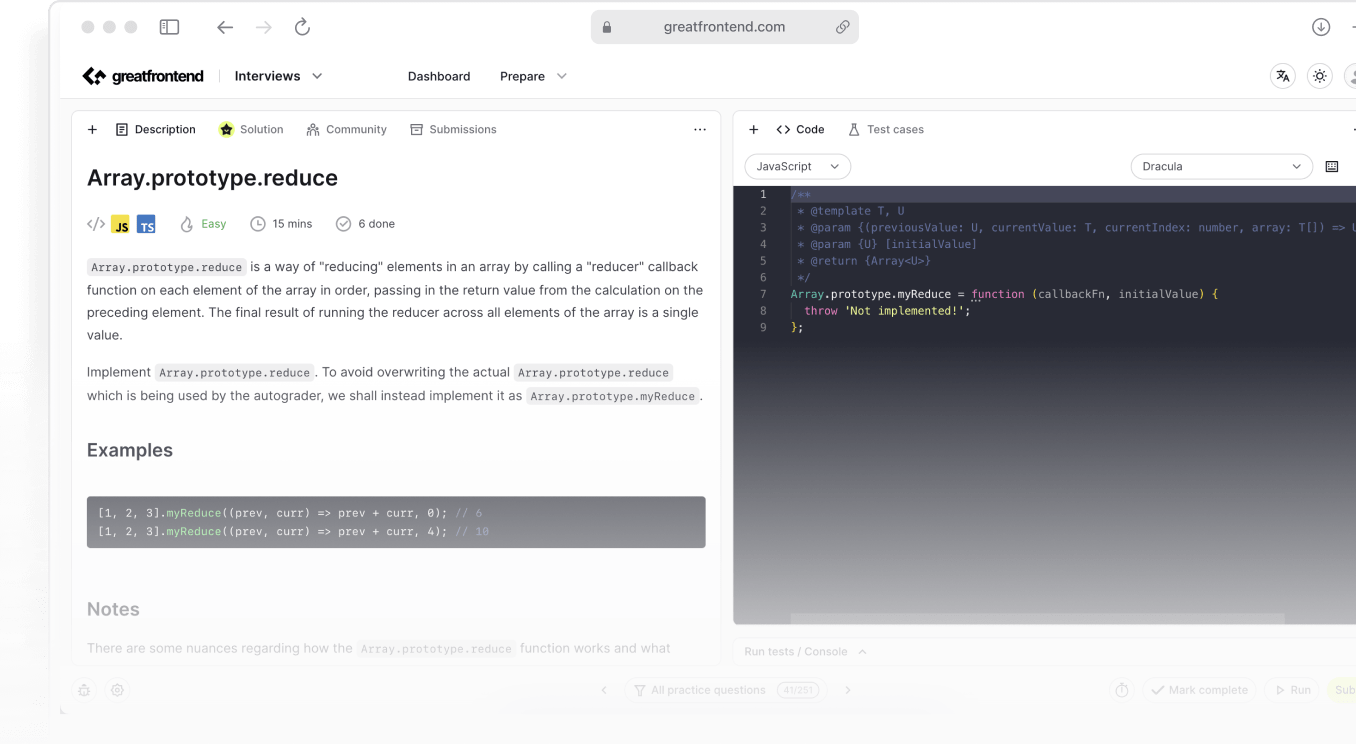 greatfrontend.com
greatfrontend Interviews Dashboard Prepare
Description Solution Community Submissions
Array.prototype.reduce
JS TS Easy 15 mins 6 done
Array.prototype.reduce is a way of "reducing" elements in an array by calling a "reducer" callback
function on each element of the array in order, passing in the return value from the calculation on the
preceding element. The final result of running the reducer across all elements of the array is a single
value.
Implement Array.prototype.reduce. To avoid overwriting the actual Array.prototype.reduce
which is being used by the autograder, we shall instead implement it as Array.prototype.myReduce.
Examples
[1, 2, 3].myReduce((prev, curr) => prev + curr, 0); // 6
[1, 2, 3].myReduce((prev, curr) => prev + curr, 4); // 10
Notes
There are some nuances regarding how the Array.prototype.reduce function works and what
Code Test cases
JavaScript Dracula
1 /**
2 * @template T, U
3 * @param {(previousValue: U, currentValue: T, currentIndex: number, array: T[]) => U
4 * @param {U} [initialValue]
5 * @return {Array<U>}
6 */
7 Array.prototype.myReduce = function (callbackFn, initialValue) {
8 throw 'Not implemented!';
9 };
Run tests / Console
All practice questions 41/251
Mark complete Run Sub